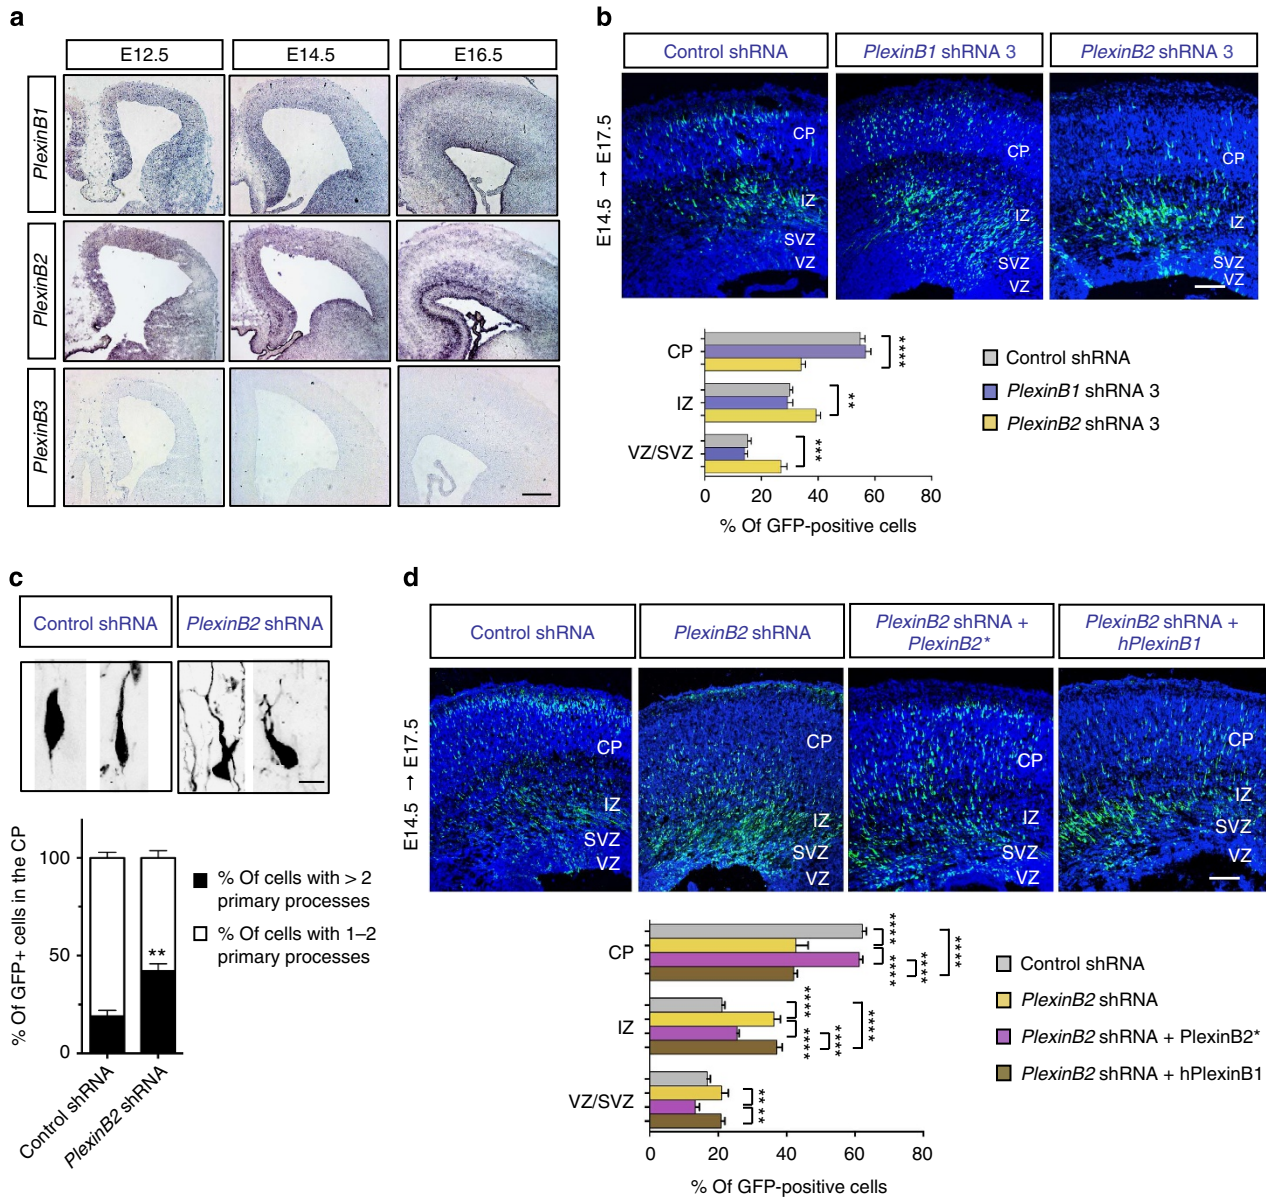 a
E12.5
E14.5
E16.5
PlexinB1
PlexinB2
PlexinB3
b
Control shRNA
PlexinB1 shRNA 3
PlexinB2 shRNA 3
E14.5 → E17.5
CP
IZ
SVZ
VZ
CP
IZ
SVZ
VZ
CP
IZ
SVZ
VZ
CP
IZ
VZ/SVZ
****
**
***
0
20
40
60
80
% Of GFP-positive cells
Control shRNA
PlexinB1 shRNA 3
PlexinB2 shRNA 3
c
Control shRNA
PlexinB2 shRNA
% Of GFP+ cells in the CP
100
50
0
**
Control shRNA
PlexinB2 shRNA
% Of cells with > 2
primary processes
% Of cells with 1–2
primary processes
d
Control shRNA
PlexinB2 shRNA
PlexinB2 shRNA +
PlexinB2*
PlexinB2 shRNA +
hPlexinB1
E14.5 → E17.5
CP
IZ
SVZ
VZ
CP
IZ
SVZ
VZ
CP
IZ
SVZ
VZ
CP
IZ
SVZ
VZ
CP
IZ
VZ/SVZ
****
****
****
****
****
****
****
****
**
**
0
20
40
60
80
% Of GFP-positive cells
Control shRNA
PlexinB2 shRNA
PlexinB2 shRNA + PlexinB2*
PlexinB2 shRNA + hPlexinB1